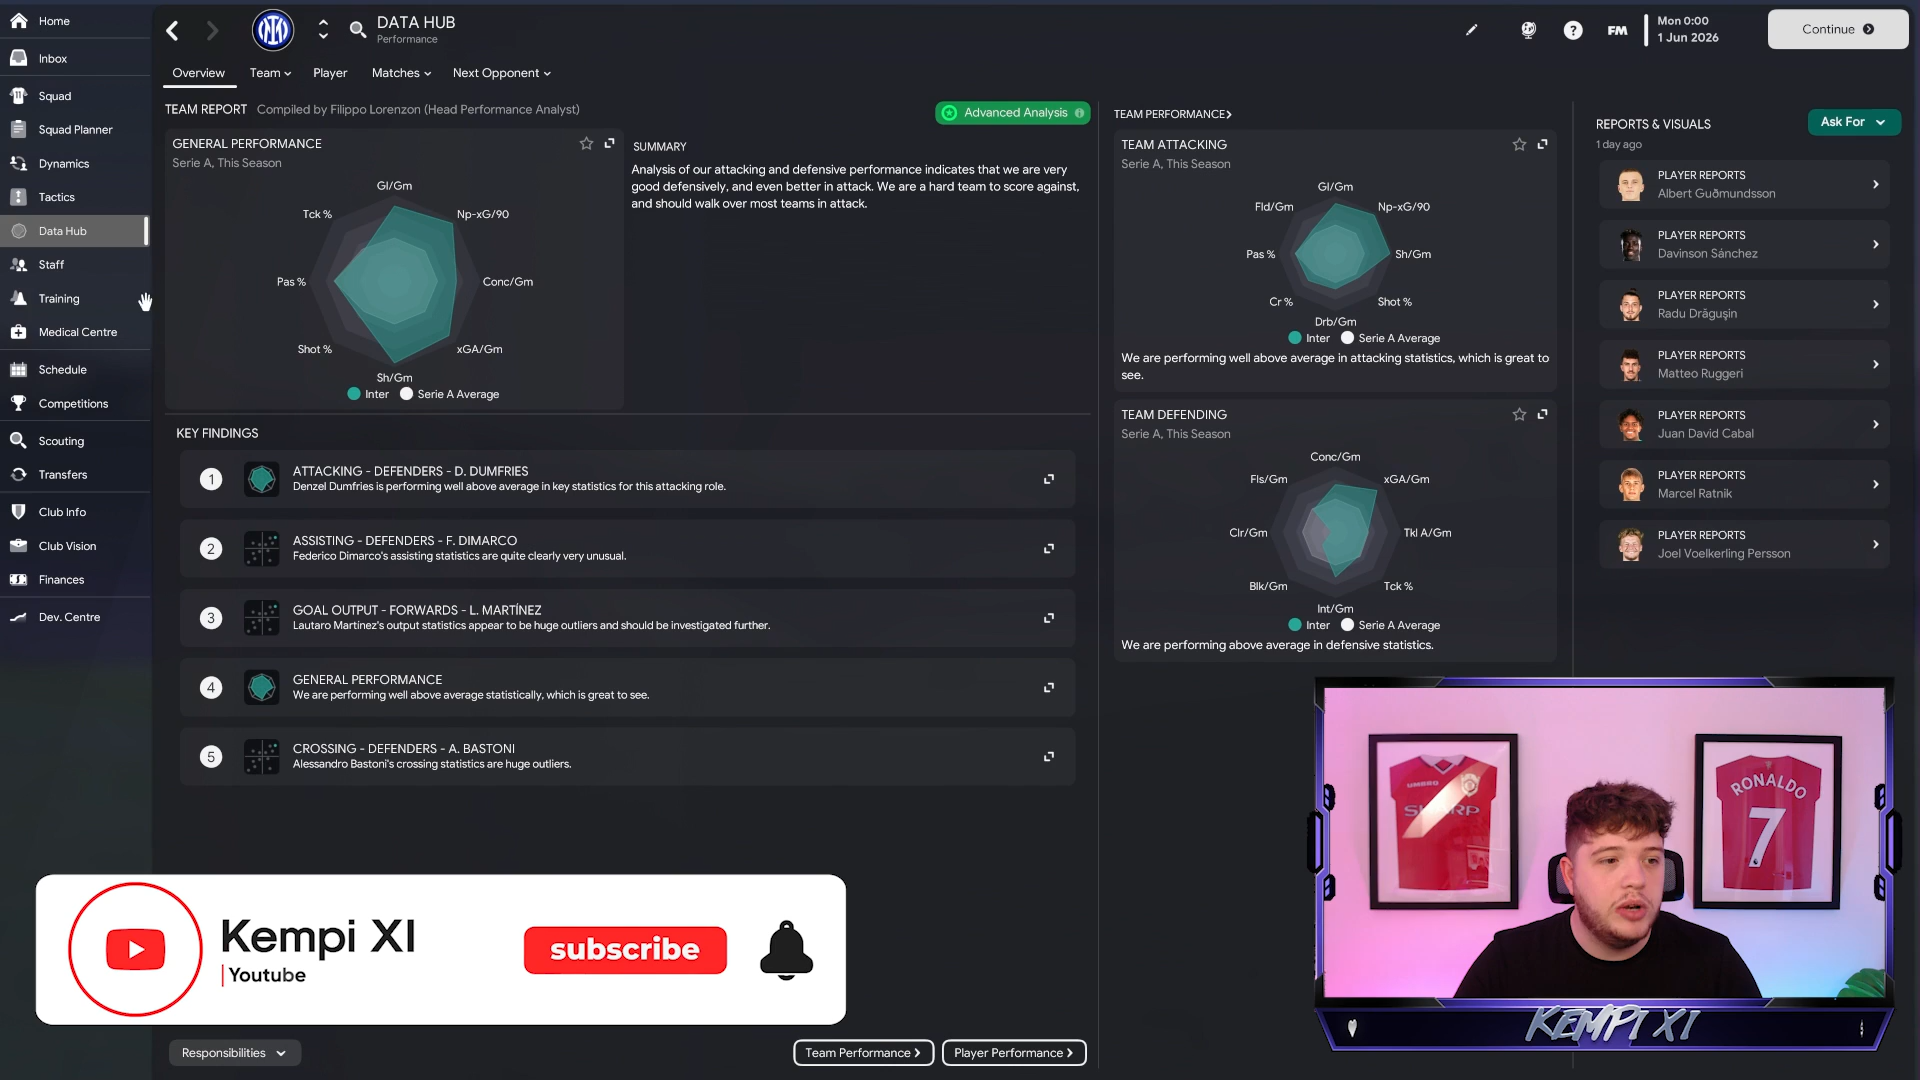 Home
Inbox
Squad
Squad Planner
Dynamics
Tactics
Data Hub
Staff
Training
Medical Centre
Schedule
Competitions
Scouting
Transfers
Club Info
Club Vision
Finances
Dev. Centre
DATA HUB
Performance
FM
Mon 0:00
1 Jun 2026
Continue
Overview
Team
Player
Matches
Next Opponent
TEAM REPORT Compiled by Filippo Lorenzon (Head Performance Analyst)
Advanced Analysis
GENERAL PERFORMANCE
Serie A, This Season
Gl/Gm
Tck %
Np-xG/90
Pas %
Conc/Gm
Shot %
xGA/Gm
Sh/Gm
Inter
Serie A Average
SUMMARY
Analysis of our attacking and defensive performance indicates that we are very
good defensively, and even better in attack. We are a hard team to score against,
and should walk over most teams in attack.
KEY FINDINGS
1
ATTACKING - DEFENDERS - D. DUMFRIES
Denzel Dumfries is performing well above average in key statistics for this attacking role.
2
ASSISTING - DEFENDERS - F. DIMARCO
Federico Dimarco's assisting statistics are quite clearly very unusual.
3
GOAL OUTPUT - FORWARDS - L. MARTÍNEZ
Lautaro Martínez's output statistics appear to be huge outliers and should be investigated further.
4
GENERAL PERFORMANCE
We are performing well above average statistically, which is great to see.
5
CROSSING - DEFENDERS - A. BASTONI
Alessandro Bastoni's crossing statistics are huge outliers.
TEAM PERFORMANCE
TEAM ATTACKING
Serie A, This Season
Gl/Gm
Fld/Gm
Np-xG/90
Pas %
Sh/Gm
Cr %
Shot %
Drb/Gm
Inter
Serie A Average
We are performing well above average in attacking statistics, which is great to
see.
TEAM DEFENDING
Serie A, This Season
Conc/Gm
Fls/Gm
xGA/Gm
Clr/Gm
Tkl A/Gm
Blk/Gm
Tck %
Int/Gm
Inter
Serie A Average
We are performing above average in defensive statistics.
REPORTS & VISUALS
1 day ago
Ask For
PLAYER REPORTS
Albert Guðmundsson
PLAYER REPORTS
Davinson Sánchez
PLAYER REPORTS
Radu Drăgușin
PLAYER REPORTS
Matteo Ruggeri
PLAYER REPORTS
Juan David Cabal
PLAYER REPORTS
Marcel Ratnik
PLAYER REPORTS
Joel Voelkerling Persson
UMBRO
SHARP
RONALDO
7
KEMPI XI
Kempi XI
Youtube
subscribe
Responsibilities
Team Performance
Player Performance